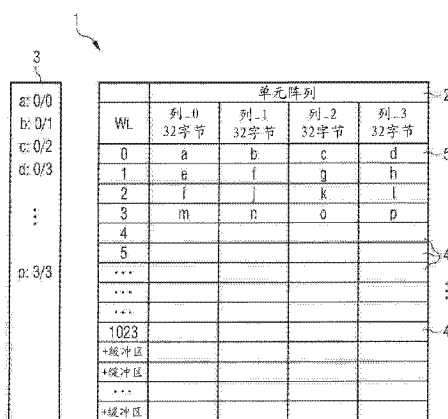 1
3
a: 0/0
b: 0/1
c: 0/2
d: 0/3
⋮
p: 3/3
单元阵列
2
WL 列_0 32字节 列_1 32字节 列_2 32字节 列_3 32字节
0 a b c d 5
1 e f g h
2 i j k l
3 m n o p
4
5 4
...
...
...
⋮
1023 4
+缓冲区
+缓冲区
...
+缓冲区